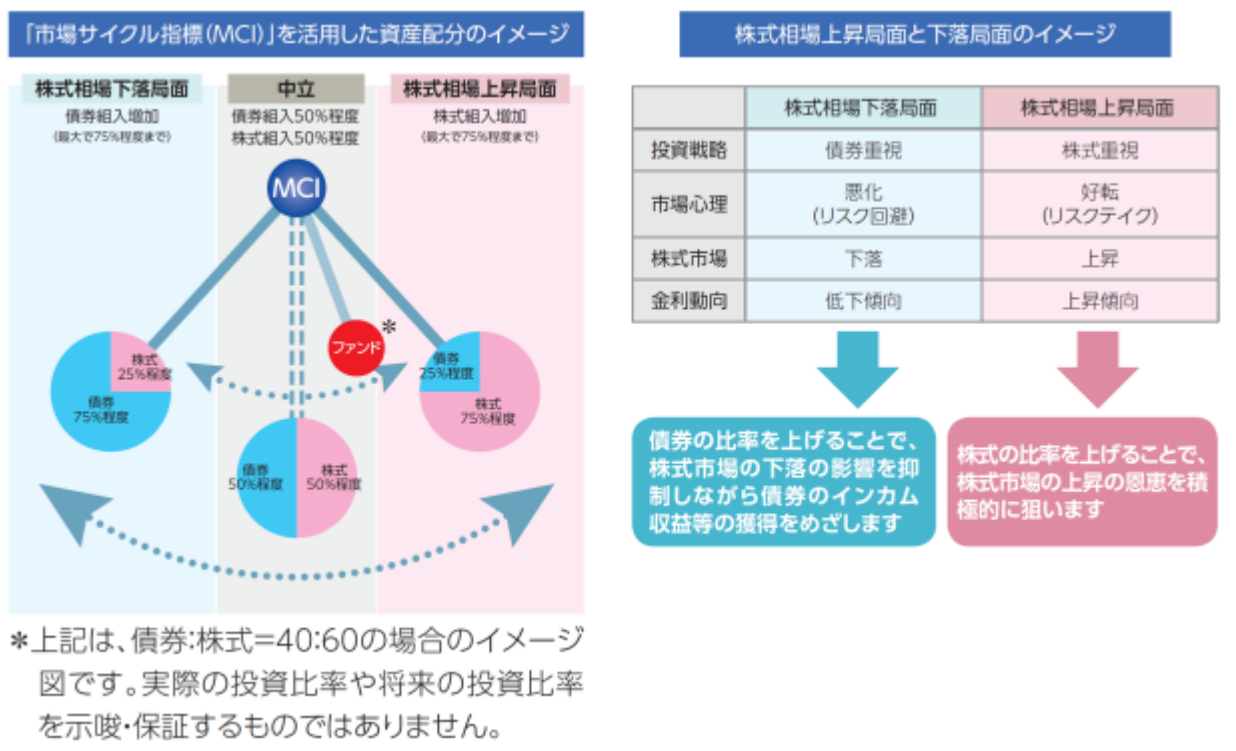 「市場サイクル指標(MCI)」を活用した資産配分のイメージ
株式相場下落局面
債券組入増加
(最大で75%程度まで)
中立
債券組入50%程度
株式組入50%程度
株式相場上昇局面
株式組入増加
(最大で75%程度まで)
MCI
ファンド
*
株式
25%程度
債券
75%程度
債券
25%程度
株式
75%程度
債券
50%程度
株式
50%程度
*上記は、債券:株式=40:60の場合のイメージ
図です。実際の投資比率や将来の投資比率
を示唆・保証するものではありません。
株式相場上昇局面と下落局面のイメージ
株式相場下落局面 株式相場上昇局面
投資戦略 債券重視 株式重視
市場心理 悪化 好転
(リスク回避) (リスクテイク)
株式市場 下落 上昇
金利動向 低下傾向 上昇傾向
債券の比率を上げることで、
株式市場の下落の影響を抑
制しながら債券のインカム
収益等の獲得をめざします
株式の比率を上げることで、
株式市場の上昇の恩恵を積
極的に狙います